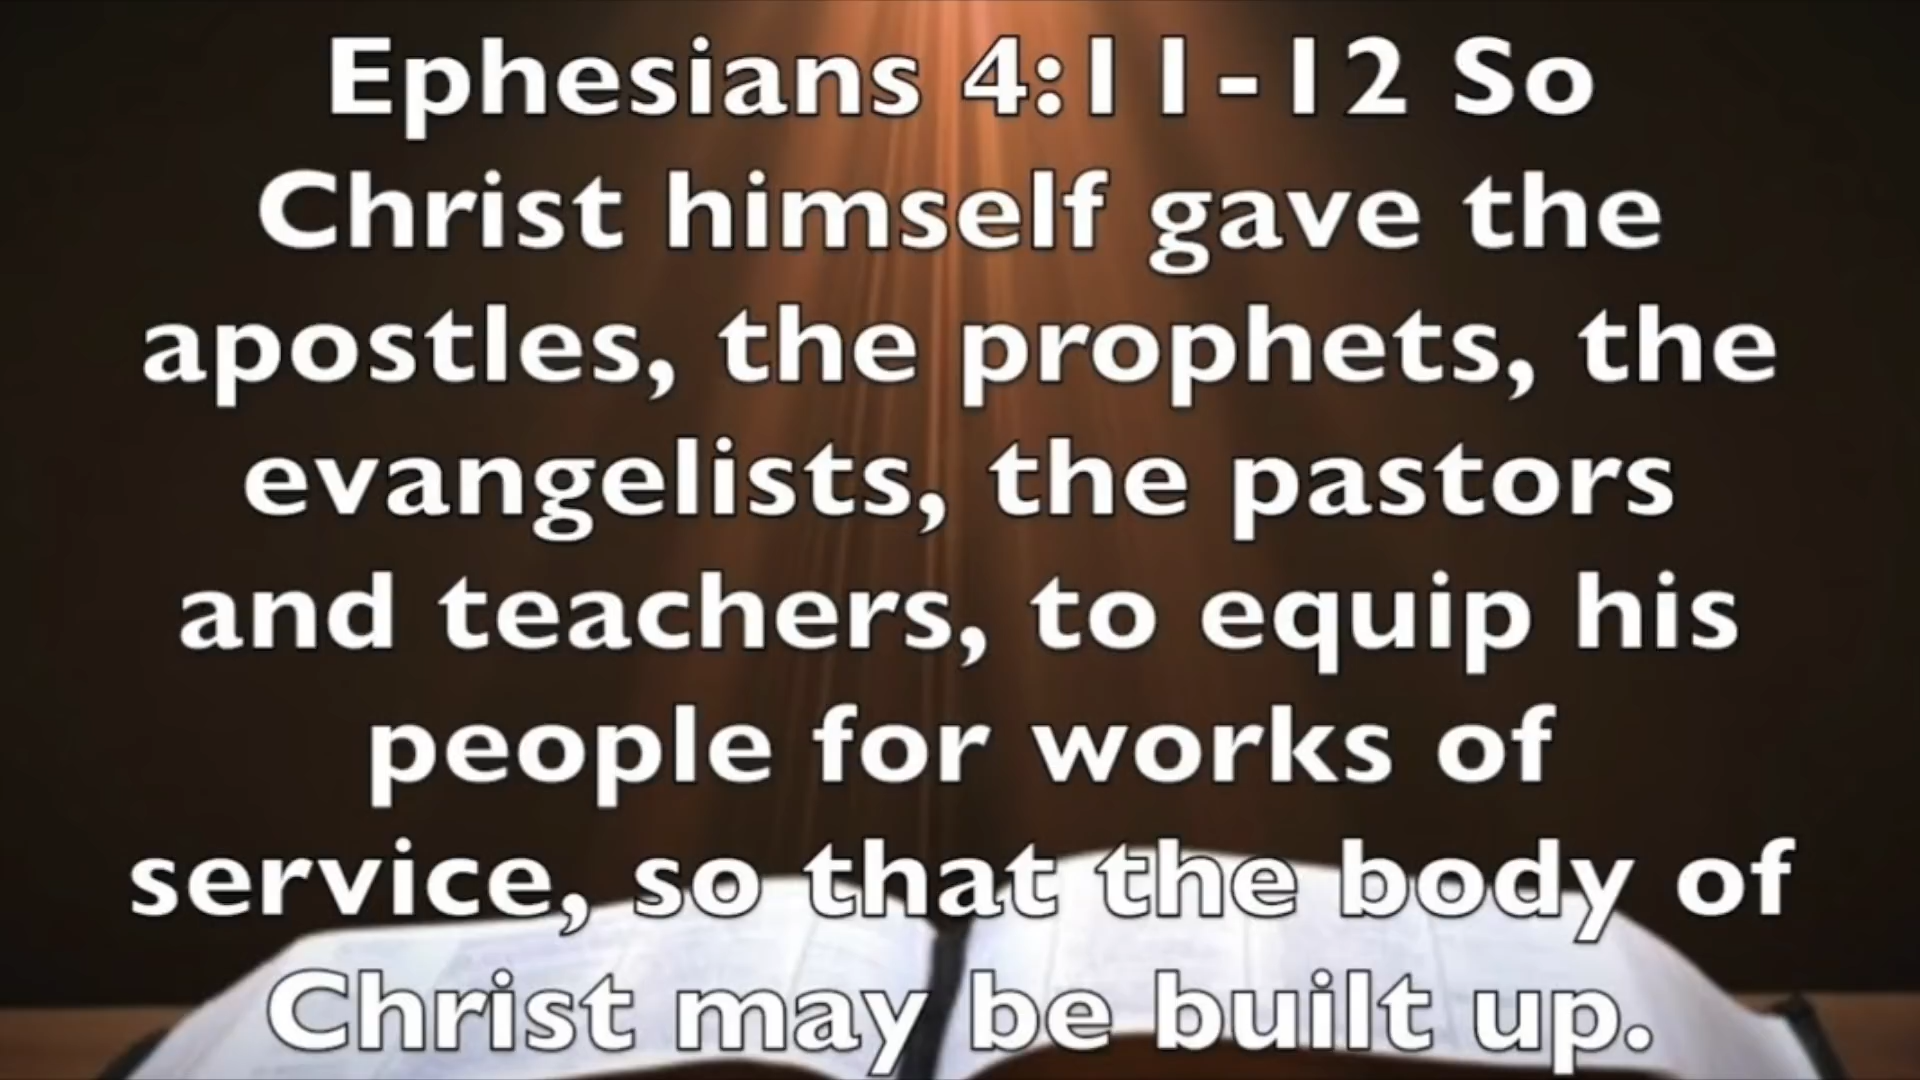 Ephesians 4:11-12 So
Christ himself gave the
apostles, the prophets, the
evangelists, the pastors
and teachers, to equip his
people for works of
service, so that the body of
Christ may be built up.